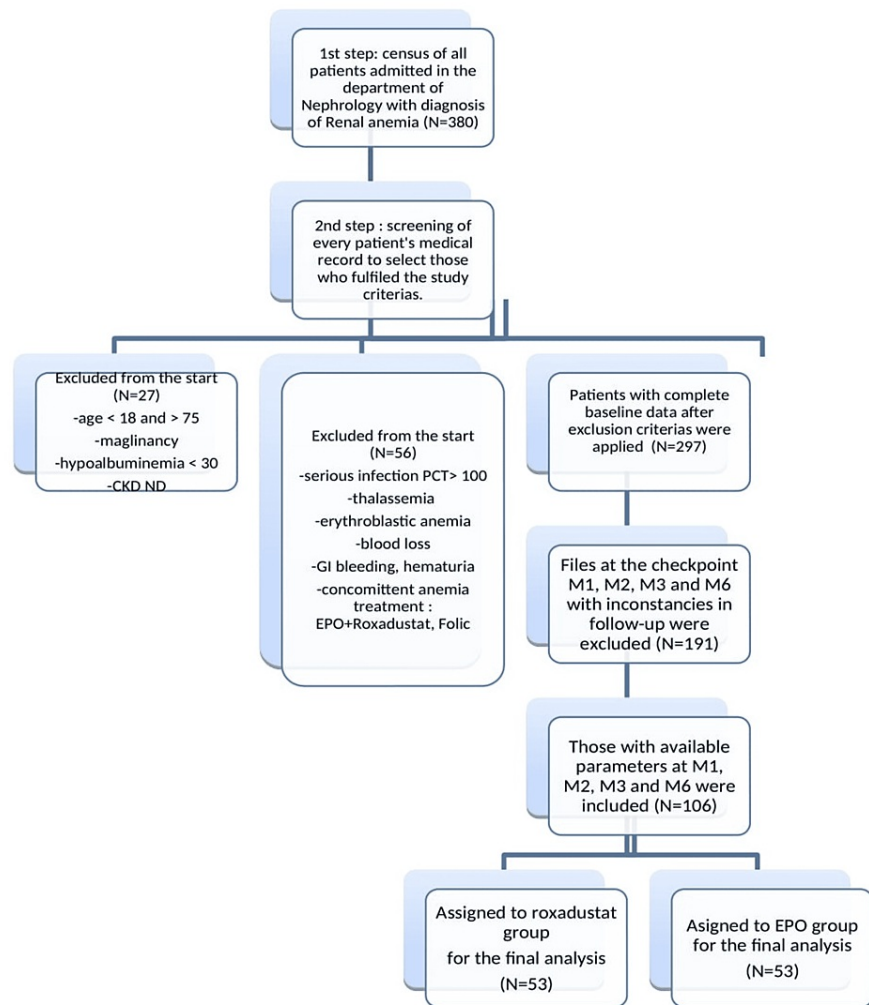 1st step: census of all
patients admitted in the
department of
Nephrology with diagnosis
of Renal anemia (N=380)
2nd step : screening of
every patient's medical
record to select those
who fulfiled the study
criterias.
Excluded from the start
(N=27)
-age < 18 and > 75
-maglinancy
-hypoalbuminemia < 30
-CKD ND
Excluded from the start
(N=56)
-serious infection PCT> 100
-thalassemia
-erythroblastic anemia
-blood loss
-GI bleeding, hematuria
-concomittent anemia
treatment :
EPO+Roxadustat, Folic
Patients with complete
baseline data after
exclusion criterias were
applied (N=297)
Files at the checkpoint
M1, M2, M3 and M6
with inconstancies in
follow-up were
excluded (N=191)
Those with available
parameters at M1,
M2, M3 and M6 were
included (N=106)
Assigned to roxadustat
group
for the final analysis
(N=53)
Asigned to EPO group
for the final analysis
(N=53)